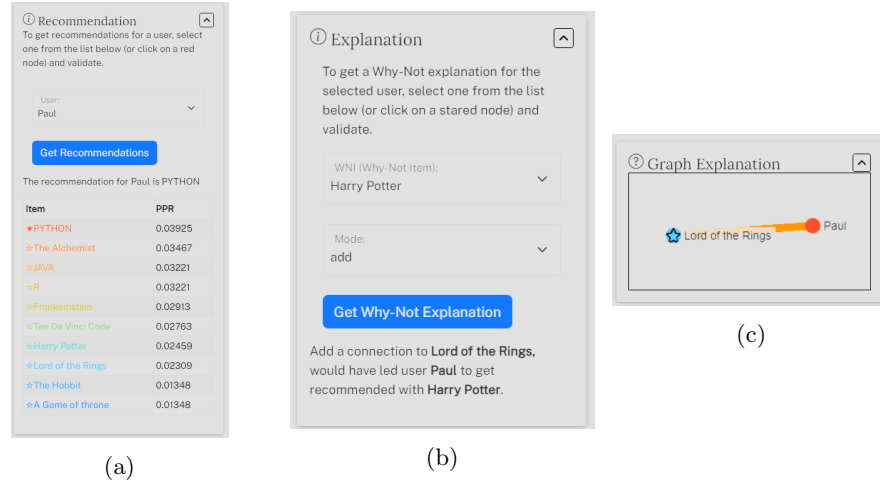 Recommendation
To get recommendations for a user, select
one from the list below (or click on a red
node) and validate.
User:
Paul
Get Recommendations
The recommendation for Paul is PYTHON
Item PPR
★PYTHON 0.03925
☆The Alchemist 0.03467
☆JAVA 0.03221
☆R 0.03221
☆Frankeinstein 0.02913
☆Tee Da Vinci Code 0.02763
☆Harry Potter 0.02459
☆Lord of the Rings 0.02309
☆The Hobbit 0.01348
☆A Game of throne 0.01348
(a)
Explanation
To get a Why-Not explanation for the
selected user, select one from the list
below (or click on a stared node) and
validate.
WNI (Why-Not Item):
Harry Potter
Mode:
add
Get Why-Not Explanation
Add a connection to Lord of the Rings,
would have led user Paul to get
recommended with Harry Potter.
(b)
Graph Explanation
Lord of the Rings
Paul
(c)